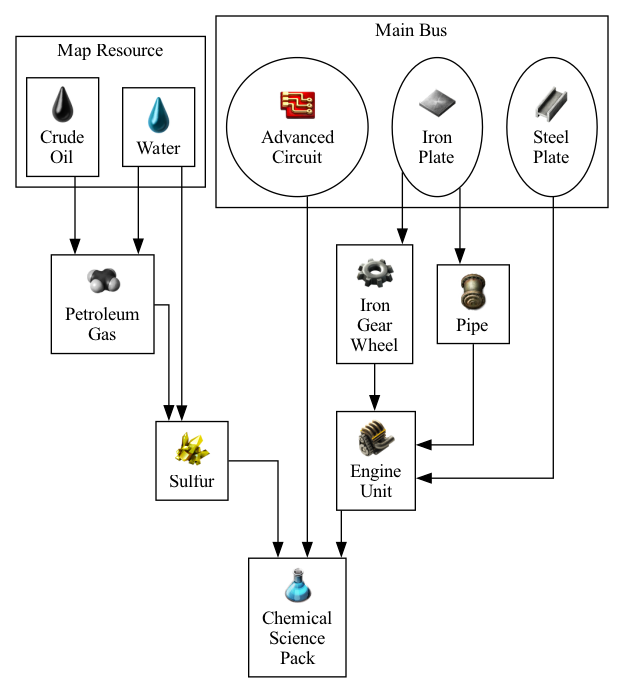 Main Bus
Map Resource
Crude
Oil
Water
Advanced
Circuit
Iron
Plate
Steel
Plate
Petroleum
Gas
Iron
Gear
Wheel
Pipe
Sulfur
Engine
Unit
Chemical
Science
Pack